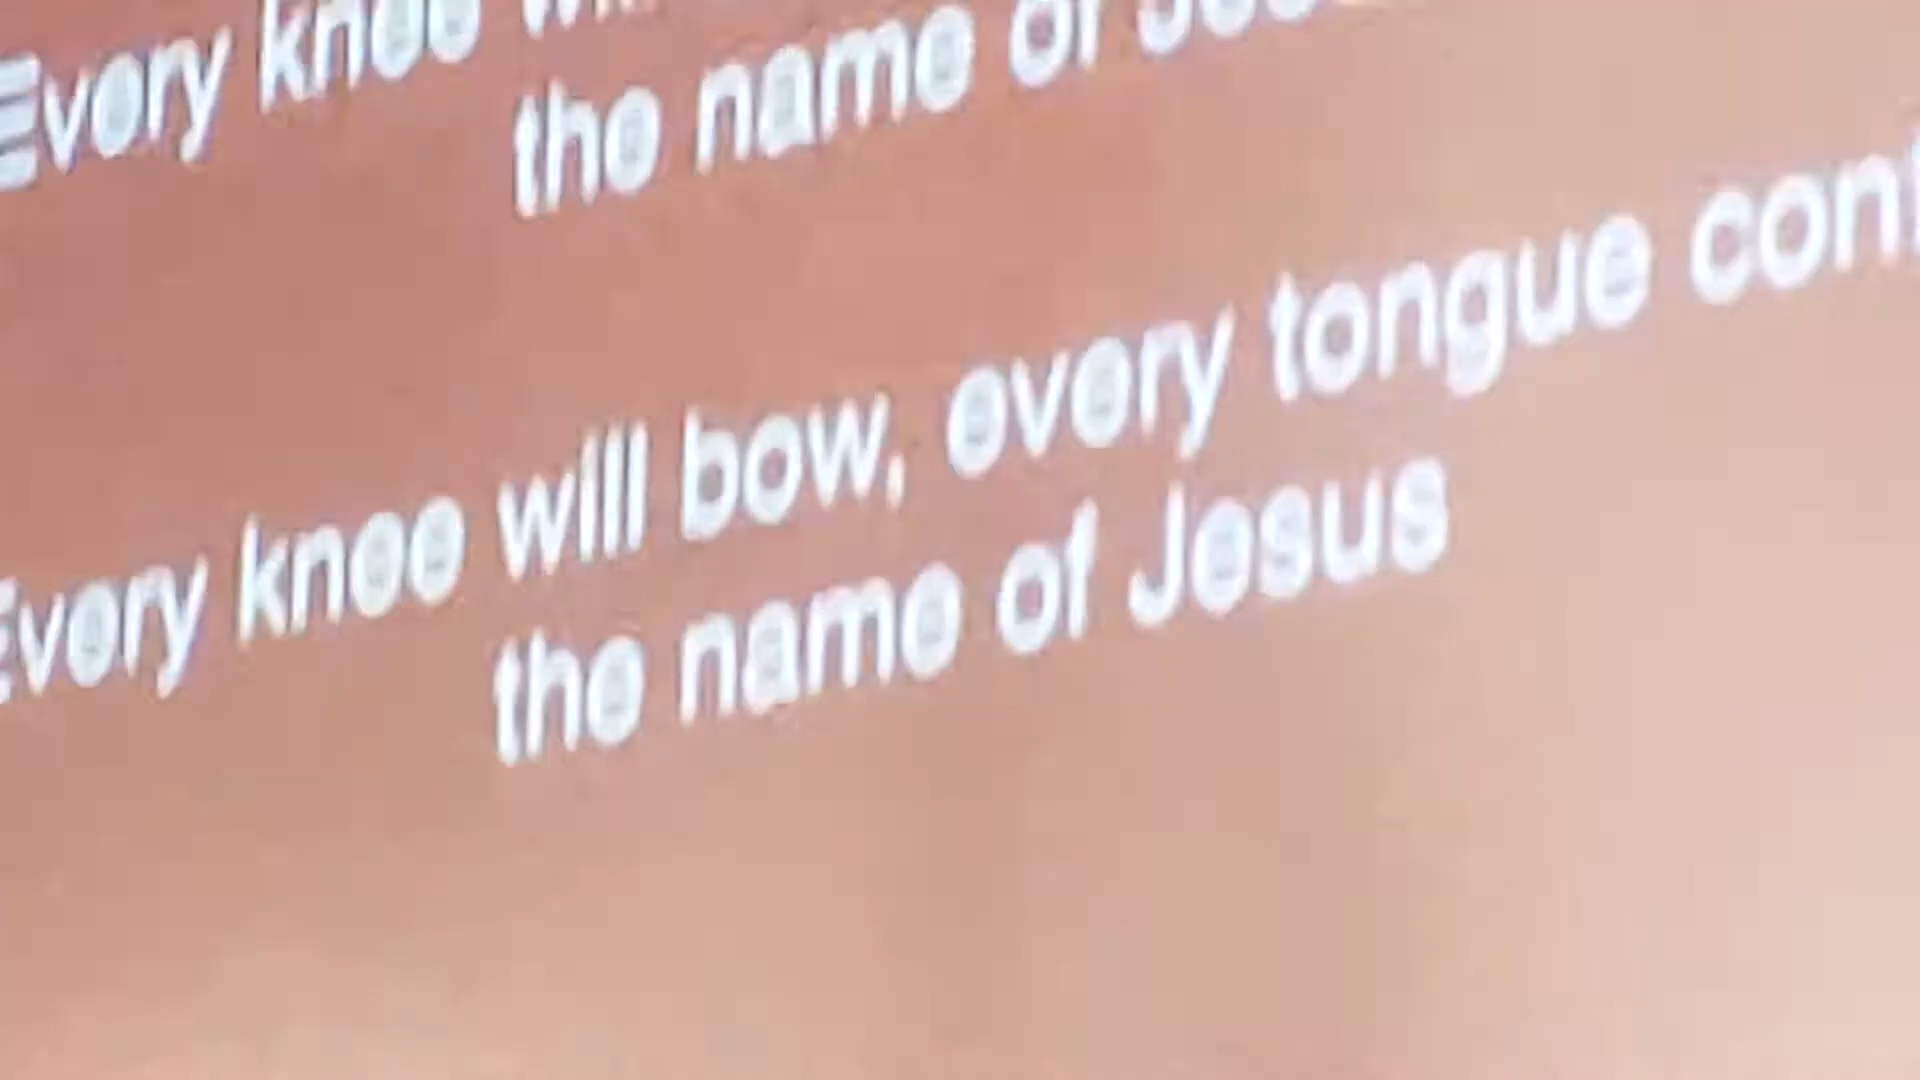 Every knee
the name of
Every knee will bow, every tongue
the name of Jesus